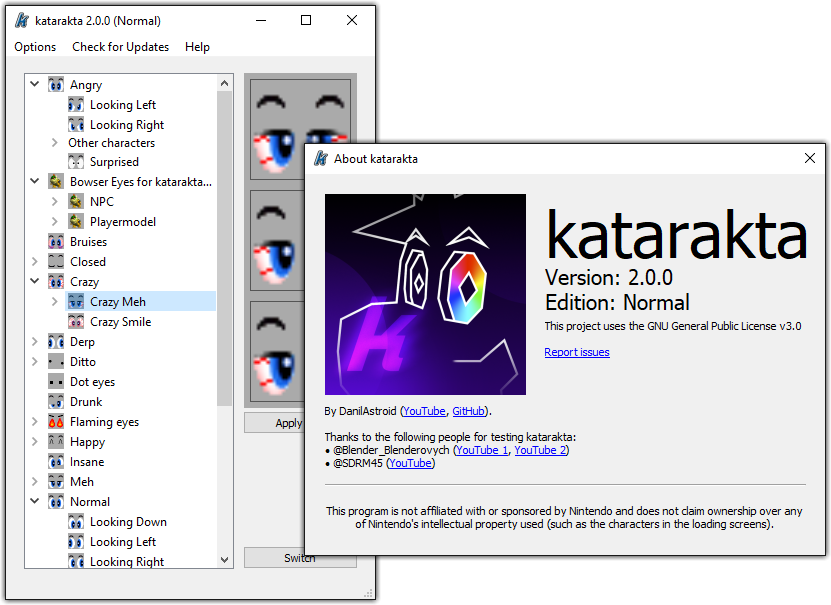 katarakta 2.0.0 (Normal)
Options Check for Updates Help
Angry
Looking Left
Looking Right
Other characters
Surprised
Bowser Eyes for katarakta...
NPC
Playermodel
Bruises
Closed
Crazy
Crazy Meh
Crazy Smile
Derp
Ditto
Dot eyes
Drunk
Flaming eyes
Happy
Insane
Meh
Normal
Looking Down
Looking Left
Looking Right
Apply
Switch
About katarakta
k
katarakta
Version: 2.0.0
Edition: Normal
This project uses the GNU General Public License v3.0
Report issues
By DanilAstroid (YouTube, GitHub).
Thanks to the following people for testing katarakta:
• @Blender_Blenderovych (YouTube 1, YouTube 2)
• @SDRM45 (YouTube)
This program is not affiliated with or sponsored by Nintendo and does not claim ownership over any
of Nintendo's intellectual property used (such as the characters in the loading screens).